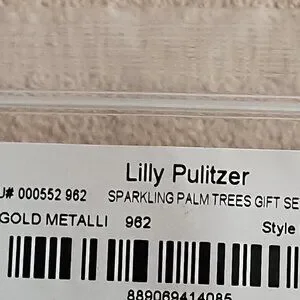 Lilly Pulitzer
U# 000552 962 SPARKLING PALM TREES GIFT SE
GOLD METALLI 962 Style
889069414085